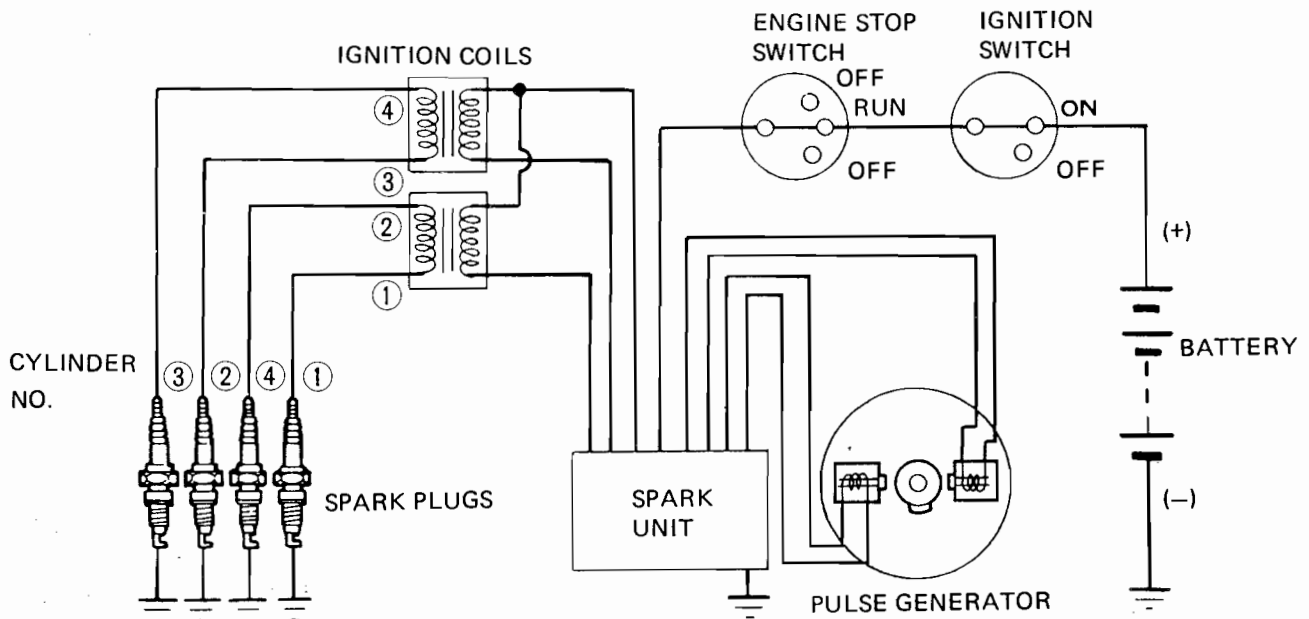 ENGINE STOP
SWITCH
IGNITION
SWITCH
IGNITION COILS
OFF
RUN
OFF
ON
OFF
④
③
②
①
(+)
BATTERY
(–)
CYLINDER
NO.
③ ② ④ ①
SPARK PLUGS
SPARK
UNIT
PULSE GENERATOR